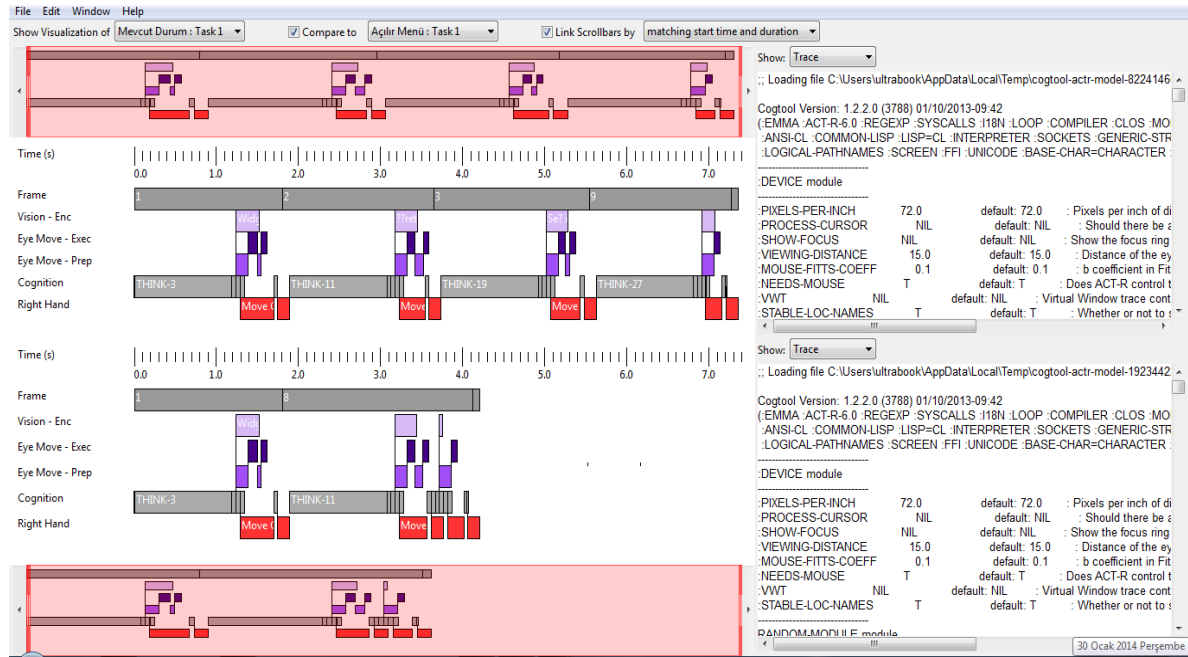 File Edit Window Help
Show Visualization of Mevcut Durum : Task 1 Compare to Açılır Menü : Task 1 Link Scrollbars by matching start time and duration
Show: Trace
;; Loading file C:\Users\ultrabook\AppData\Local\Temp\cogtool-actr-model-8224146
Cogtool Version: 1.2.2.0 (3788) 01/10/2013-09:42
(:EMMA :ACT-R-6.0 :REGEXP :SYSCALLS :I18N :LOOP :COMPILER :CLOS :MO
:ANSI-CL :COMMON-LISP :LISP=CL :INTERPRETER :SOCKETS :GENERIC-STR
:LOGICAL-PATHNAMES :SCREEN :FFI :UNICODE :BASE-CHAR=CHARACTER :
--------------------------------
:DEVICE module
--------------------------------
:PIXELS-PER-INCH 72.0 default: 72.0 : Pixels per inch of di
:PROCESS-CURSOR NIL default: NIL : Should there be a
:SHOW-FOCUS NIL default: NIL : Show the focus ring
:VIEWING-DISTANCE 15.0 default: 15.0 : Distance of the ey
:MOUSE-FITTS-COEFF 0.1 default: 0.1 : b coefficient in Fit
:NEEDS-MOUSE T default: T : Does ACT-R control t
:VWT NIL default: NIL : Virtual Window trace cont
:STABLE-LOC-NAMES T default: T : Whether or not to s
Time (s)
0.0 1.0 2.0 3.0 4.0 5.0 6.0 7.0
Frame 1 2 3 9
Vision - Enc Widg ??ret Se?
Eye Move - Exec
Eye Move - Prep
Cognition THINK-3 THINK-11 THINK-19 THINK-27
Right Hand Move C Move Move
Time (s)
0.0 1.0 2.0 3.0 4.0 5.0 6.0 7.0
Frame 1 8
Vision - Enc Widg
Eye Move - Exec
Eye Move - Prep
Cognition THINK-3 THINK-11
Right Hand Move C Move
Show: Trace
;; Loading file C:\Users\ultrabook\AppData\Local\Temp\cogtool-actr-model-1923442
Cogtool Version: 1.2.2.0 (3788) 01/10/2013-09:42
(:EMMA :ACT-R-6.0 :REGEXP :SYSCALLS :I18N :LOOP :COMPILER :CLOS :MO
:ANSI-CL :COMMON-LISP :LISP=CL :INTERPRETER :SOCKETS :GENERIC-STR
:LOGICAL-PATHNAMES :SCREEN :FFI :UNICODE :BASE-CHAR=CHARACTER :
--------------------------------
:DEVICE module
--------------------------------
:PIXELS-PER-INCH 72.0 default: 72.0 : Pixels per inch of di
:PROCESS-CURSOR NIL default: NIL : Should there be a
:SHOW-FOCUS NIL default: NIL : Show the focus ring
:VIEWING-DISTANCE 15.0 default: 15.0 : Distance of the ey
:MOUSE-FITTS-COEFF 0.1 default: 0.1 : b coefficient in Fit
:NEEDS-MOUSE T default: T : Does ACT-R control t
:VWT NIL default: NIL : Virtual Window trace cont
:STABLE-LOC-NAMES T default: T : Whether or not to s
--------------------------------
RANDOM-MODULE module
30 Ocak 2014 Perşembe